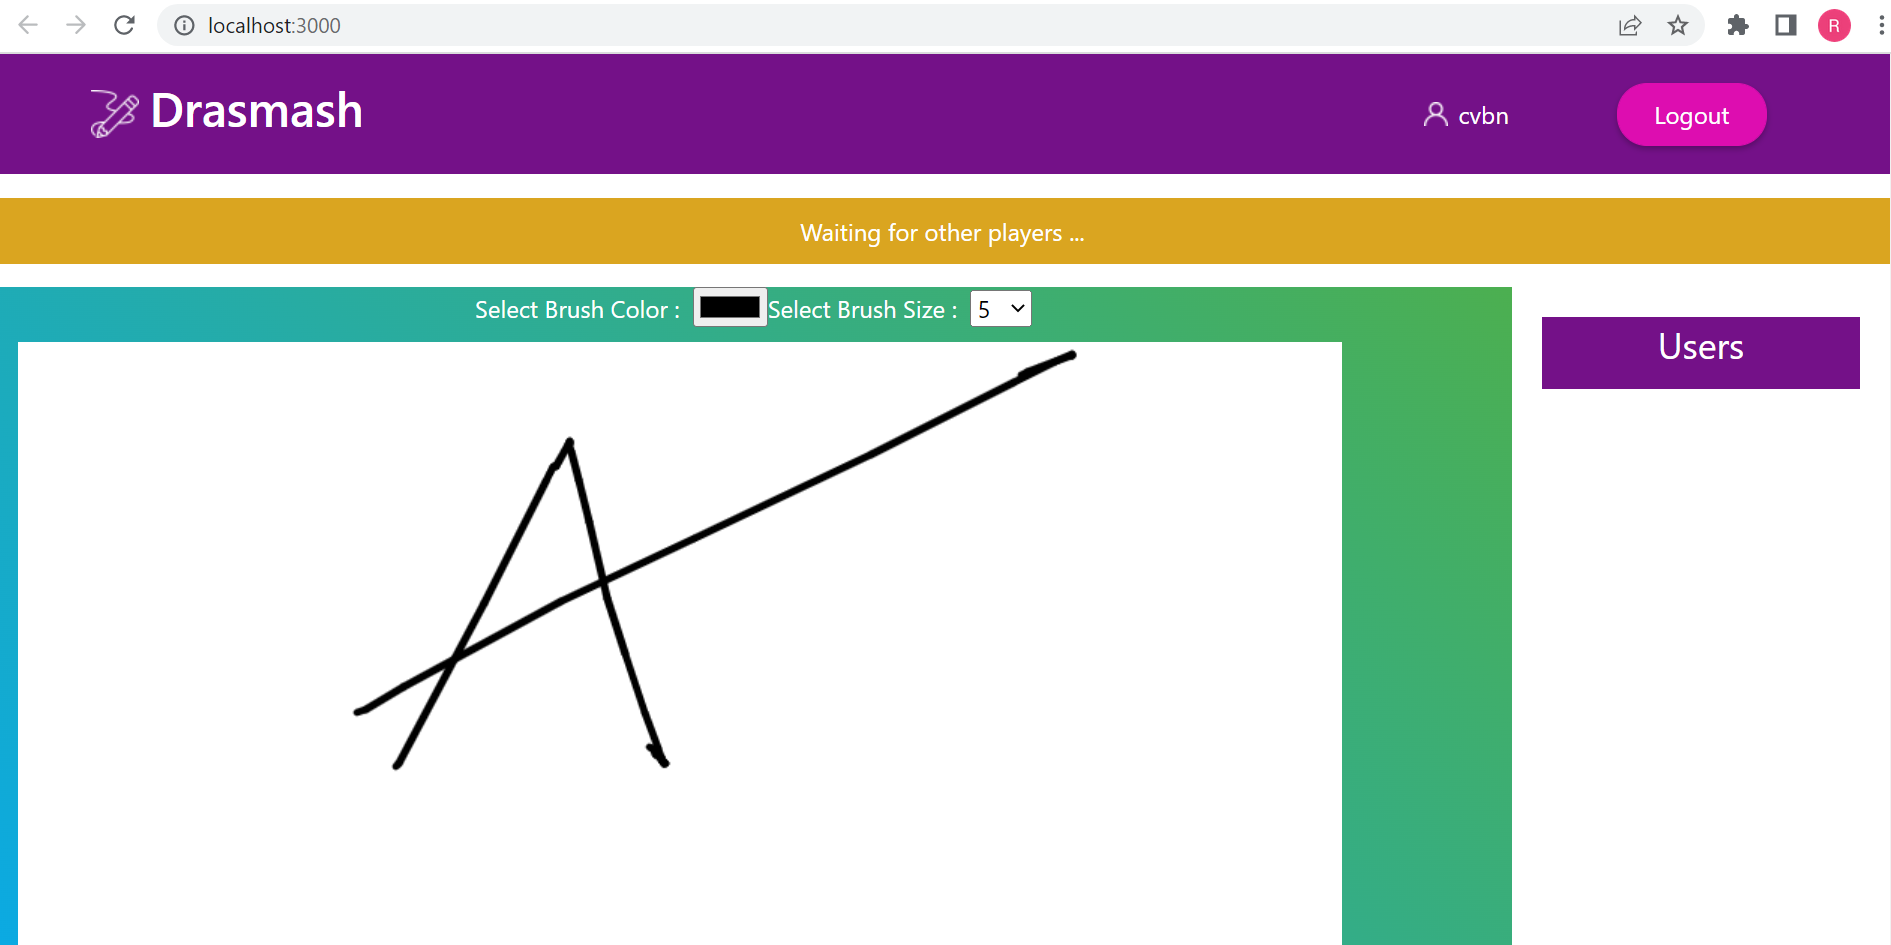 localhost:3000
R
Drasmash
cvbn
Logout
Waiting for other players ...
Select Brush Color : Select Brush Size : 5
Users
A